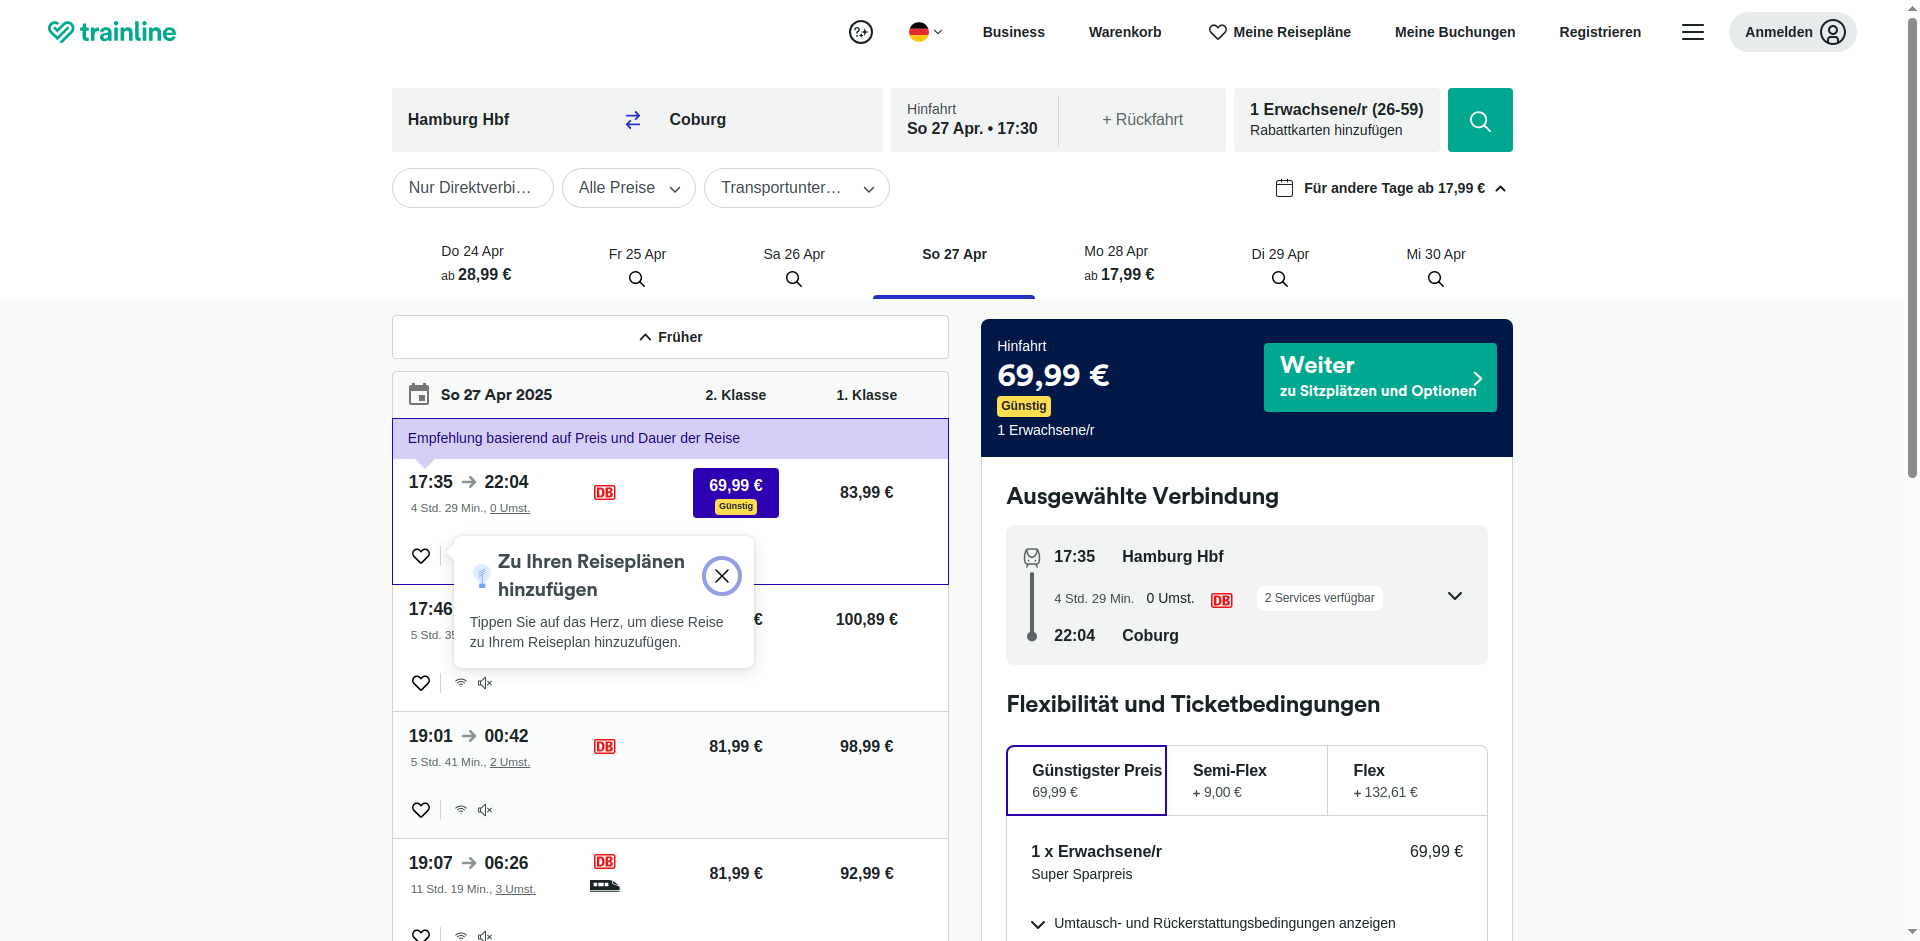 trainline
Business
Warenkorb
Meine Reisepläne
Meine Buchungen
Registrieren
Anmelden
Hamburg Hbf
Coburg
Hinfahrt
So 27 Apr. • 17:30
+ Rückfahrt
1 Erwachsene/r (26-59)
Rabattkarten hinzufügen
Nur Direktverbi…
Alle Preise
Transportunter…
Für andere Tage ab 17,99 €
Do 24 Apr
ab 28,99 €
Fr 25 Apr
Sa 26 Apr
So 27 Apr
Mo 28 Apr
ab 17,99 €
Di 29 Apr
Mi 30 Apr
Früher
So 27 Apr 2025
2. Klasse
1. Klasse
Empfehlung basierend auf Preis und Dauer der Reise
17:35 → 22:04
DB
69,99 €
Günstig
83,99 €
4 Std. 29 Min., 0 Umst.
Zu Ihren Reiseplänen
hinzufügen
Tippen Sie auf das Herz, um diese Reise
zu Ihrem Reiseplan hinzuzufügen.
17:46
€
100,89 €
5 Std. 35
19:01 → 00:42
DB
81,99 €
98,99 €
5 Std. 41 Min., 2 Umst.
19:07 → 06:26
DB
81,99 €
92,99 €
11 Std. 19 Min., 3 Umst.
Hinfahrt
69,99 €
Günstig
1 Erwachsene/r
Weiter
zu Sitzplätzen und Optionen
Ausgewählte Verbindung
17:35 Hamburg Hbf
4 Std. 29 Min. 0 Umst. DB 2 Services verfügbar
22:04 Coburg
Flexibilität und Ticketbedingungen
Günstigster Preis
69,99 €
Semi-Flex
+ 9,00 €
Flex
+ 132,61 €
1 x Erwachsene/r
69,99 €
Super Sparpreis
Umtausch- und Rückerstattungsbedingungen anzeigen